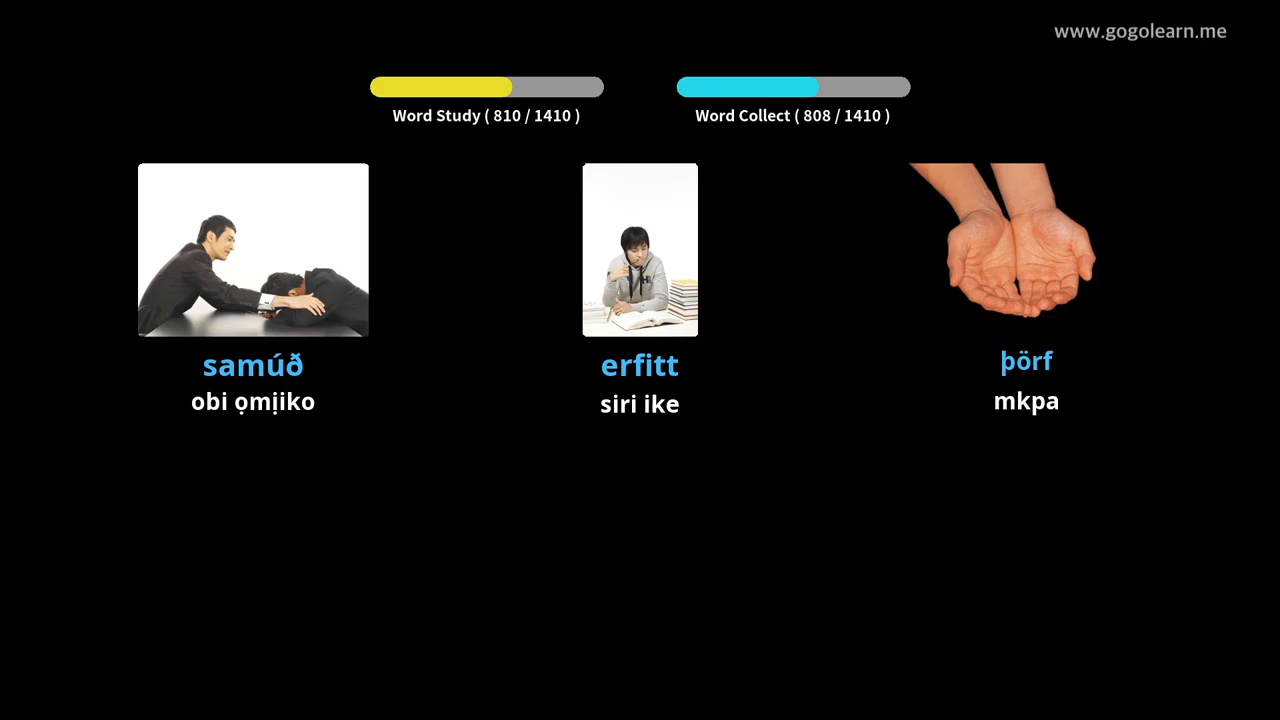 www.gogolearn.me
Word Study ( 810 / 1410 )
Word Collect ( 808 / 1410 )
samúð
erfitt
þörf
obi ọmịiko
siri ike
mkpa